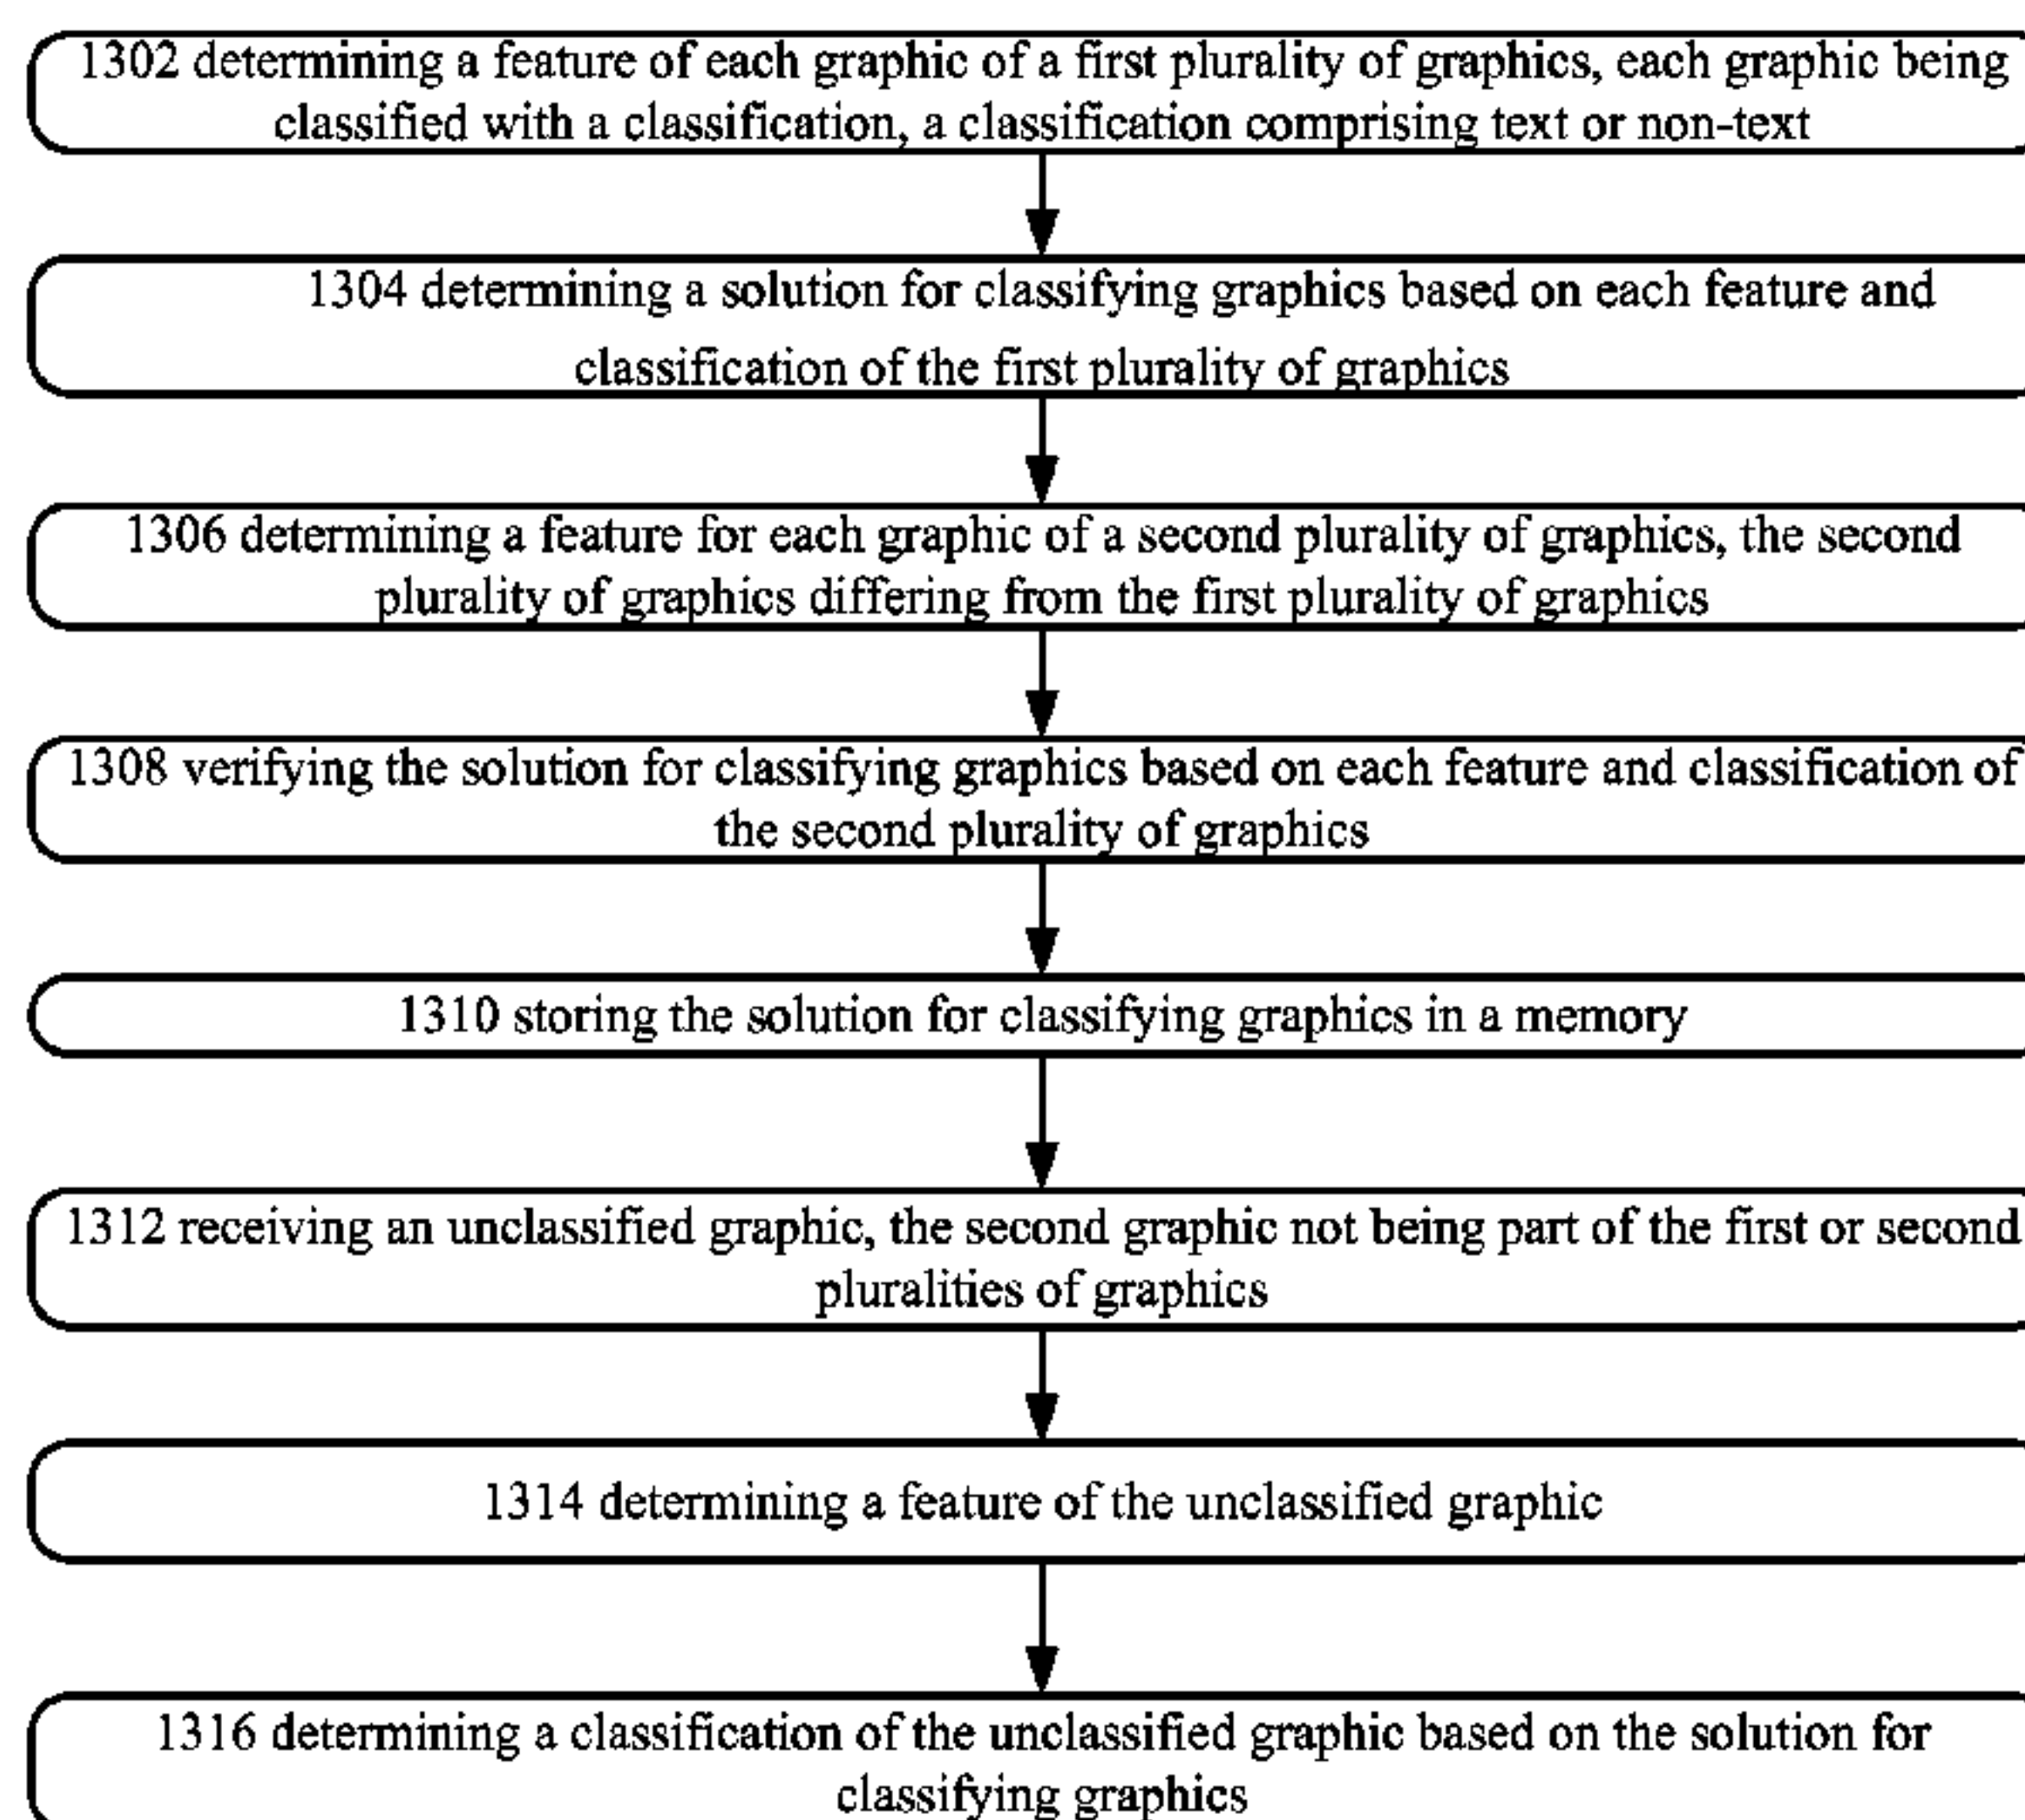 1302 determining a feature of each graphic of a first plurality of graphics, each graphic being
classified with a classification, a classification comprising text or non-text
1304 determining a solution for classifying graphics based on each feature and
classification of the first plurality of graphics
1306 determining a feature for each graphic of a second plurality of graphics, the second
plurality of graphics differing from the first plurality of graphics
1308 verifying the solution for classifying graphics based on each feature and classification of
the second plurality of graphics
1310 storing the solution for classifying graphics in a memory
1312 receiving an unclassified graphic, the second graphic not being part of the first or second
pluralities of graphics
1314 determining a feature of the unclassified graphic
1316 determining a classification of the unclassified graphic based on the solution for
classifying graphics